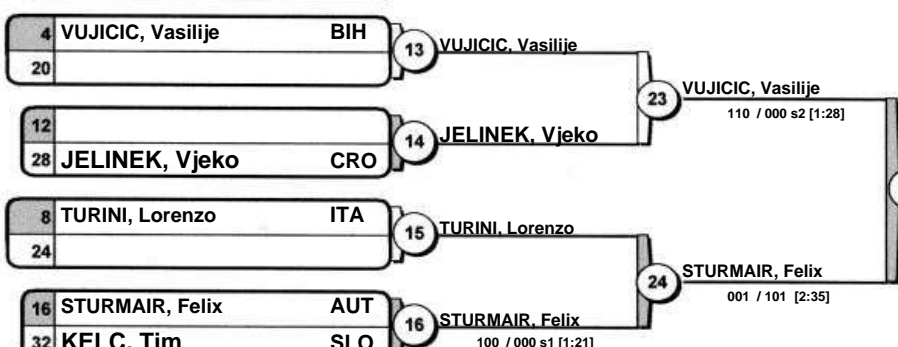 4 VUJICIC, Vasilije BIH
20
13 VUJICIC, Vasilije
12
28 JELINEK, Vjeko CRO
14 JELINEK, Vjeko
23 VUJICIC, Vasilije
110 / 000 s2 [1:28]
8 TURINI, Lorenzo ITA
24
15 TURINI, Lorenzo
16 STURMAIR, Felix AUT
32 KELC, Tim SLO
16 STURMAIR, Felix
100 / 000 s1 [1:21]
24 STURMAIR, Felix
001 / 101 [2:35]